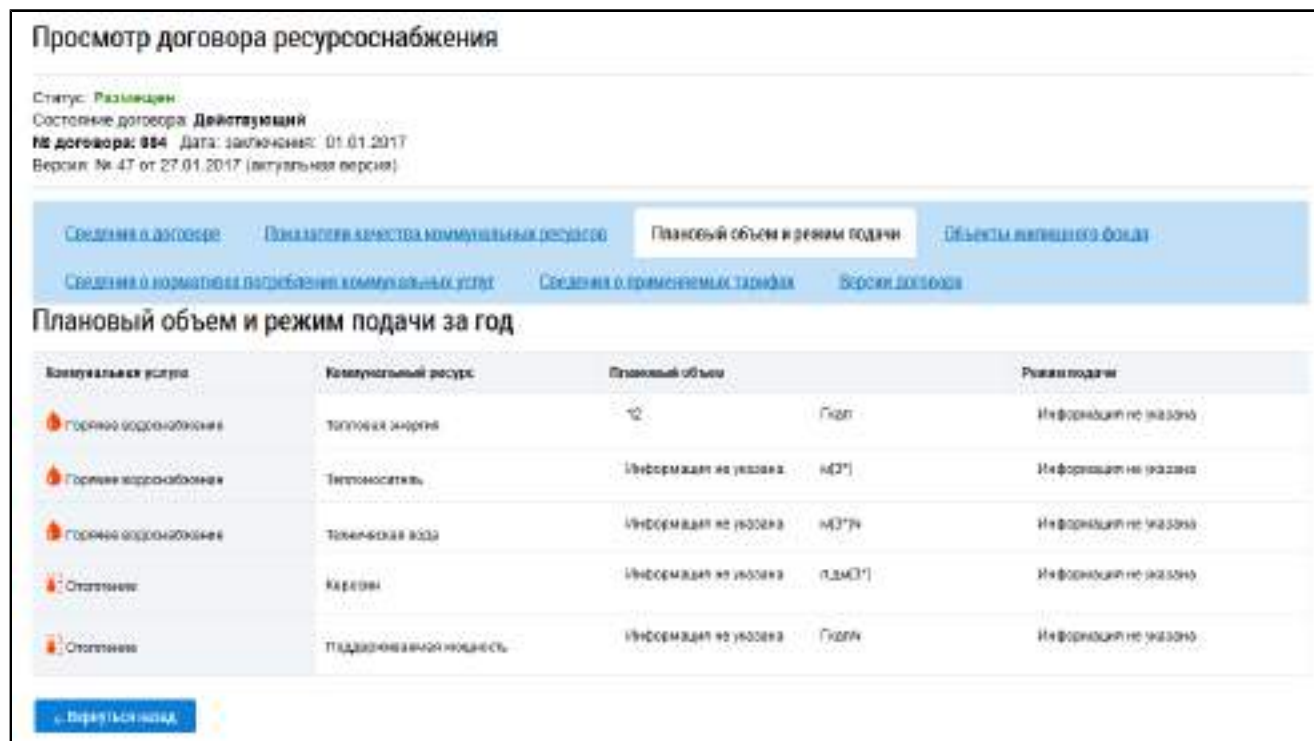 Просмотр договора ресурсоснабжения
Статус: Размещен
Состояние договора: Действующий
№ договора: 884 Дата: заключения: 01.01.2017
Версия: № 47 от 27.01.2017 (актуальная версия)
Сведения о договоре Показатели качества коммунальных ресурсов Плановый объем и режим подачи Объекты жилищного фонда
Сведения о нормативах потребления коммунальных услуг Сведения о применяемых тарифах Версии договора
Плановый объем и режим подачи за год
Коммунальная услуга Коммунальный ресурс Плановый объем Режим подачи
Горячее водоснабжение Тепловая энергия 12 Гкал Информация не указана
Горячее водоснабжение Теплоноситель Информация не указана м(3*) Информация не указана
Горячее водоснабжение Техническая вода Информация не указана Информация не указана
Отопление Керосин Информация не указана Информация не указана
Отопление Поддерживаемая мощность Информация не указана Информация не указана
Вернуться назад